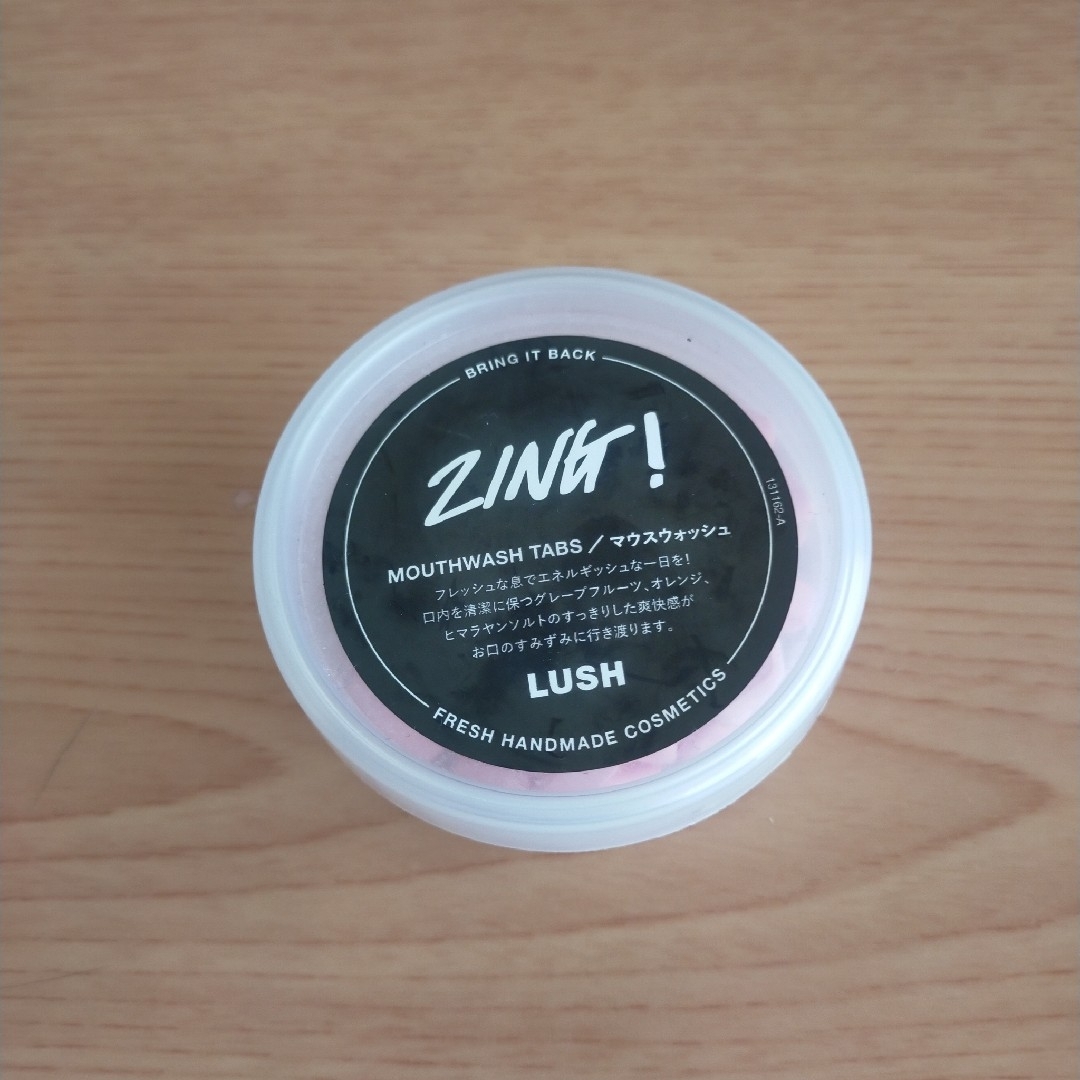 BRING IT BACK
ZING!
131162-A
MOUTHWASH TABS / マウスウォッシュ
フレッシュな息でエネルギッシュな一日を!
口内を清潔に保つグレープフルーツ、オレンジ、
ヒマラヤンソルトのすっきりした爽快感が
お口のすみずみに行き渡ります。
LUSH
FRESH HANDMADE COSMETICS